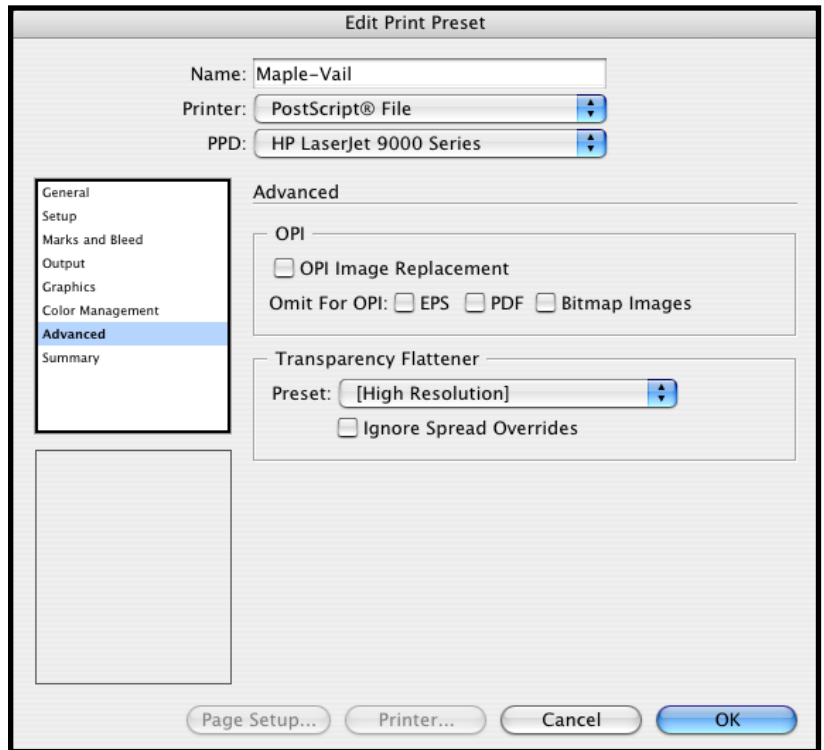 Edit Print Preset
Name: Maple-Vail
Printer: PostScript® File
PPD: HP LaserJet 9000 Series
General
Setup
Marks and Bleed
Output
Graphics
Color Management
Advanced
Summary
Advanced
OPI
OPI Image Replacement
Omit For OPI: EPS PDF Bitmap Images
Transparency Flattener
Preset: [High Resolution]
Ignore Spread Overrides
Page Setup... Printer... Cancel OK